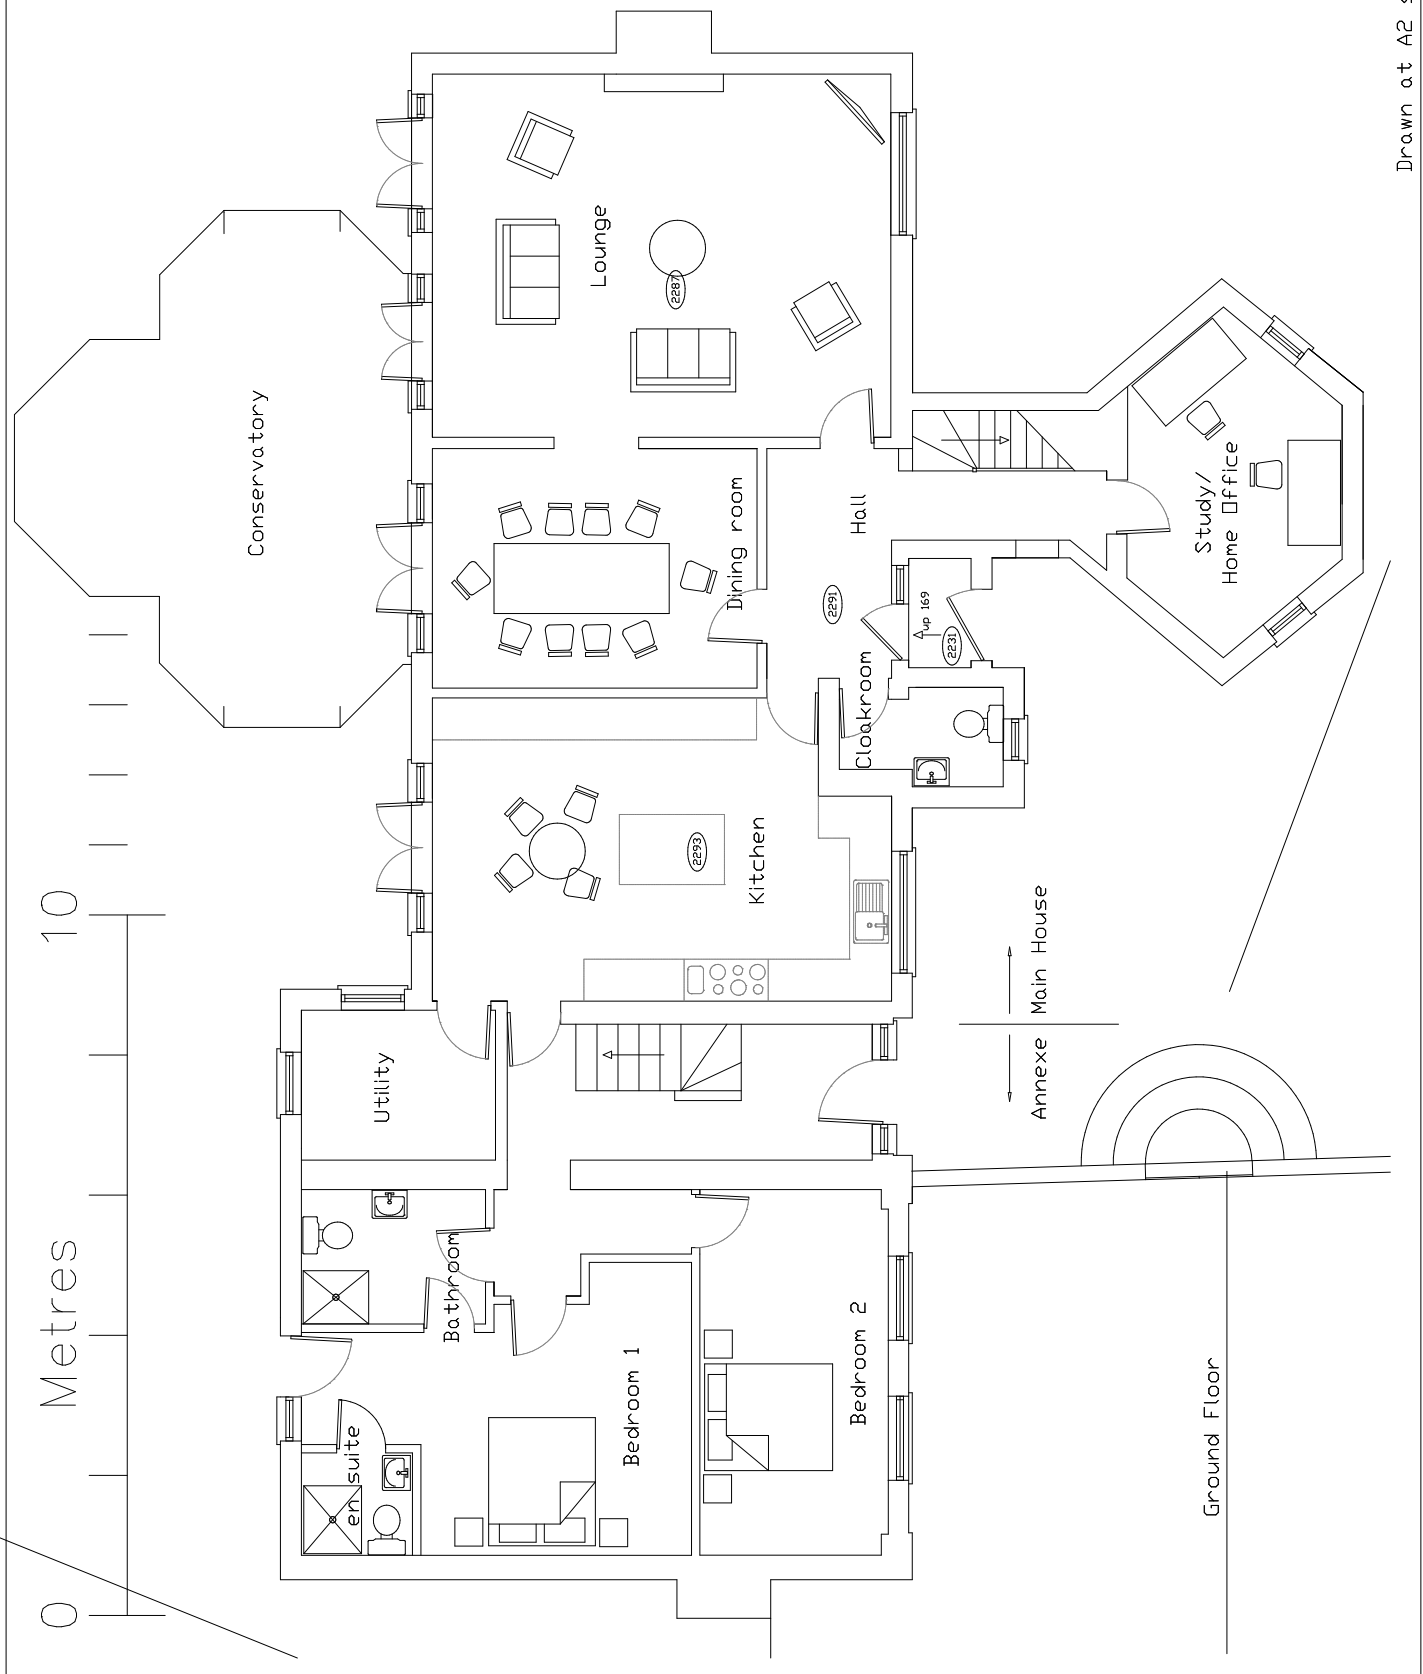 Drawn at A2 s
Conservatory
Lounge
2287
Dining room
Hall
Study/
Home Office
2291
up 169
2231
Cloakroom
Kitchen
2293
Main House
Annexe
Utility
Bathroom
Bedroom 1
Bedroom 2
en suite
Ground Floor
0
Metres
10